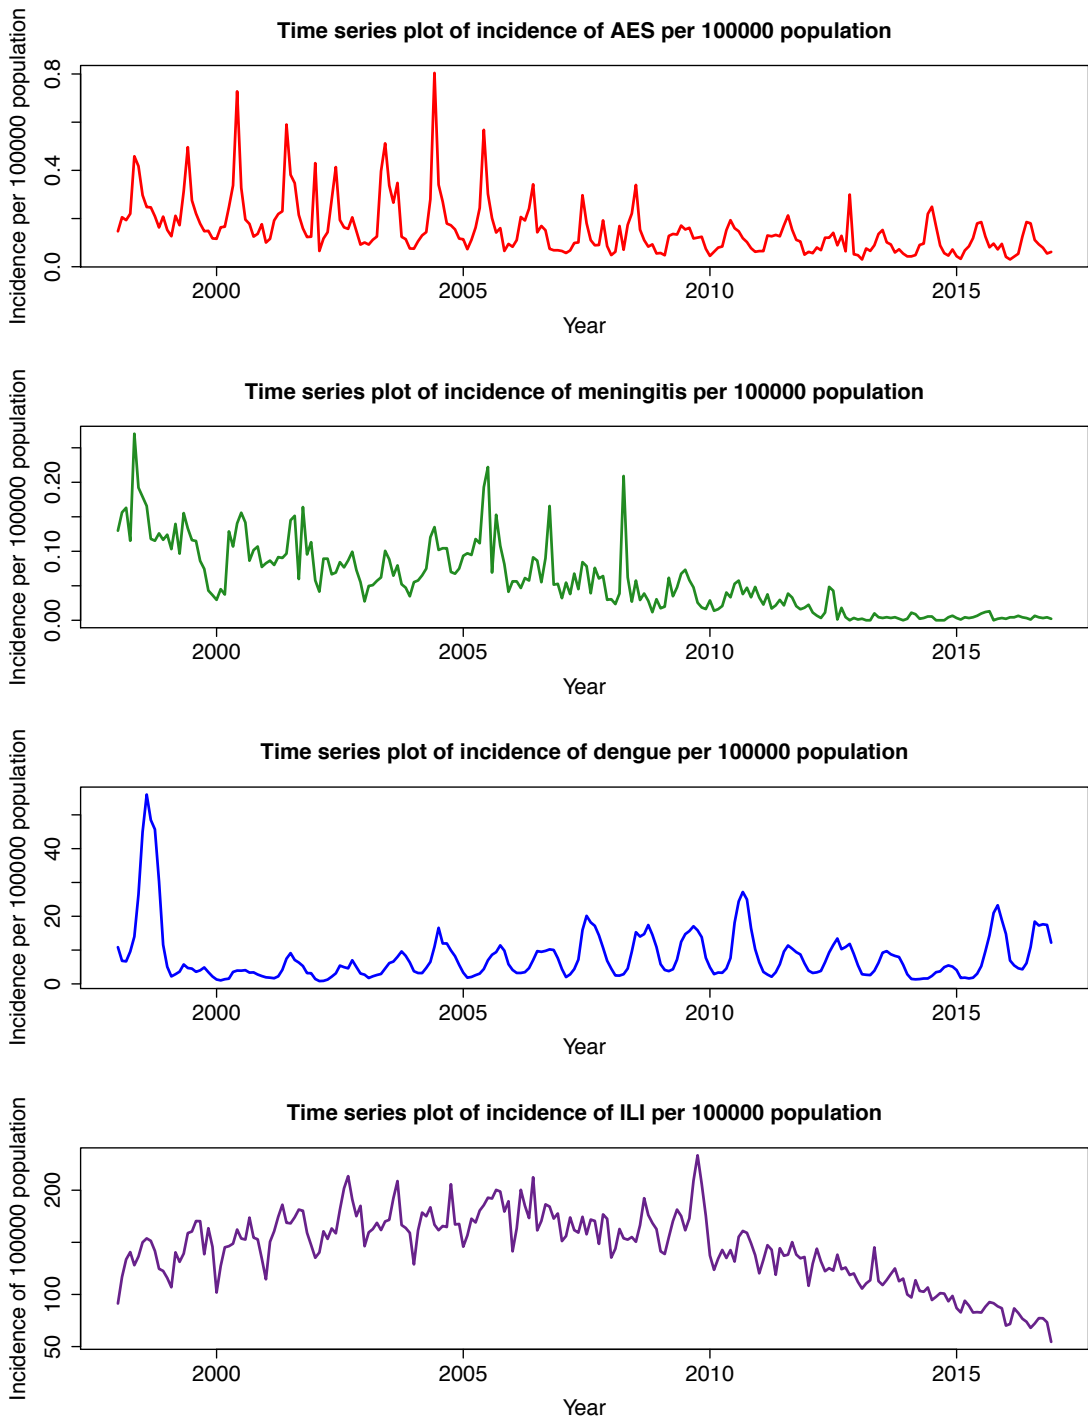 Time series plot of incidence of AES per 100000 population
Incidence per 100000 population
0.0 0.4 0.8
2000 2005 2010 2015
Year
Time series plot of incidence of meningitis per 100000 population
Incidence per 100000 population
0.00 0.10 0.20
2000 2005 2010 2015
Year
Time series plot of incidence of dengue per 100000 population
Incidence per 100000 population
0 20 40
2000 2005 2010 2015
Year
Time series plot of incidence of ILI per 100000 population
Incidence of 100000 population
50 100 200
2000 2005 2010 2015
Year